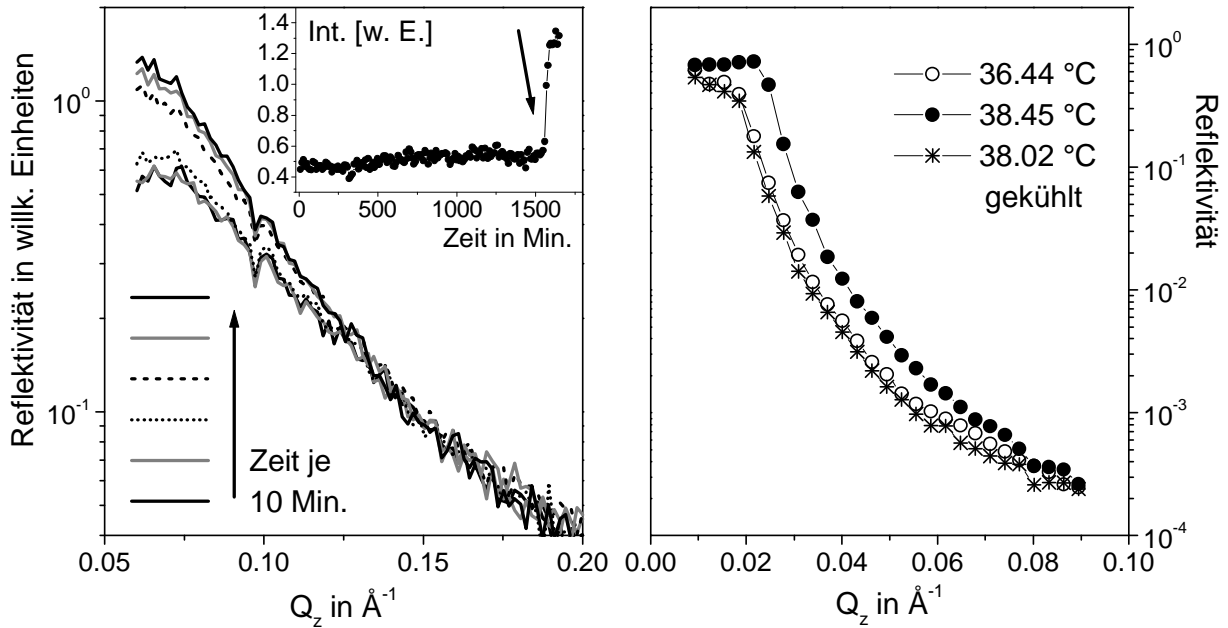 Reflektivität in willk. Einheiten
10⁰
10⁻¹
0.05
0.10
0.15
0.20
Q_z in Å⁻¹
Zeit je
10 Min.
Int. [w. E.]
1.4
1.2
1.0
0.8
0.6
0.4
0
500
1000
1500
Zeit in Min.
36.44 °C
38.45 °C
38.02 °C
gekühlt
10⁰
10⁻¹
10⁻²
10⁻³
10⁻⁴
Reflektivität
0.00
0.02
0.04
0.06
0.08
0.10
Q_z in Å⁻¹